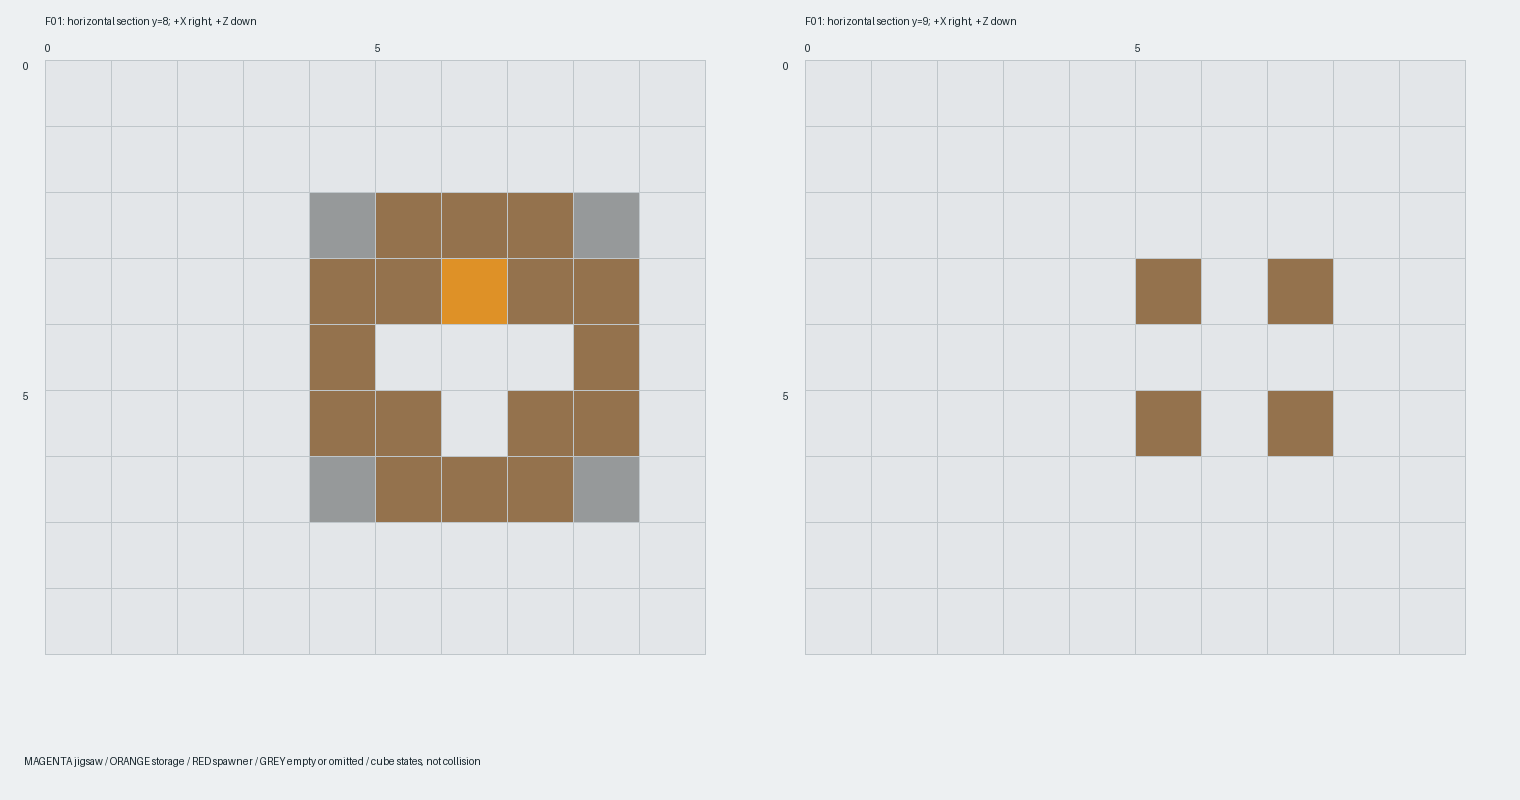 F01: horizontal section y=8; +X right, +Z down
F01: horizontal section y=9; +X right, +Z down
0 5
0 5
0
0
5
5
MAGENTA jigsaw / ORANGE storage / RED spawner / GREY empty or omitted / cube states, not collision